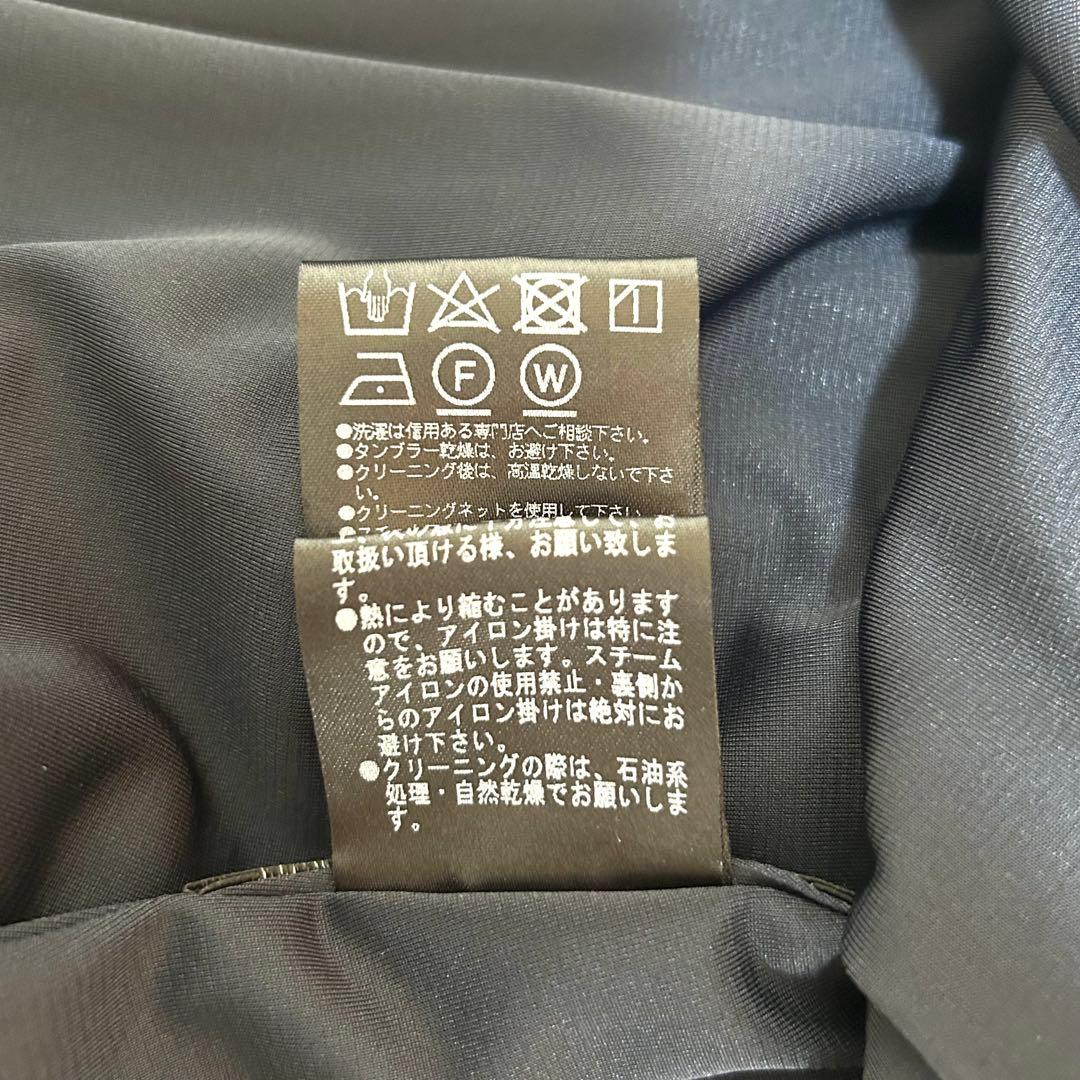 F W
●洗濯は信用ある専門店へご相談下さい。
●タンブラー乾燥は、お避け下さい。
●クリーニング後は、高温乾燥しないで下さ
い。
●クリーニングネットを使用して下さい。
取扱い頂ける様、お願い致しま
す。
●熱により縮むことがあります
ので、アイロン掛けは特に注
意をお願いします。スチーム
アイロンの使用禁止・裏側か
らのアイロン掛けは絶対にお
避け下さい。
●クリーニングの際は、石油系
処理・自然乾燥でお願いしま
す。